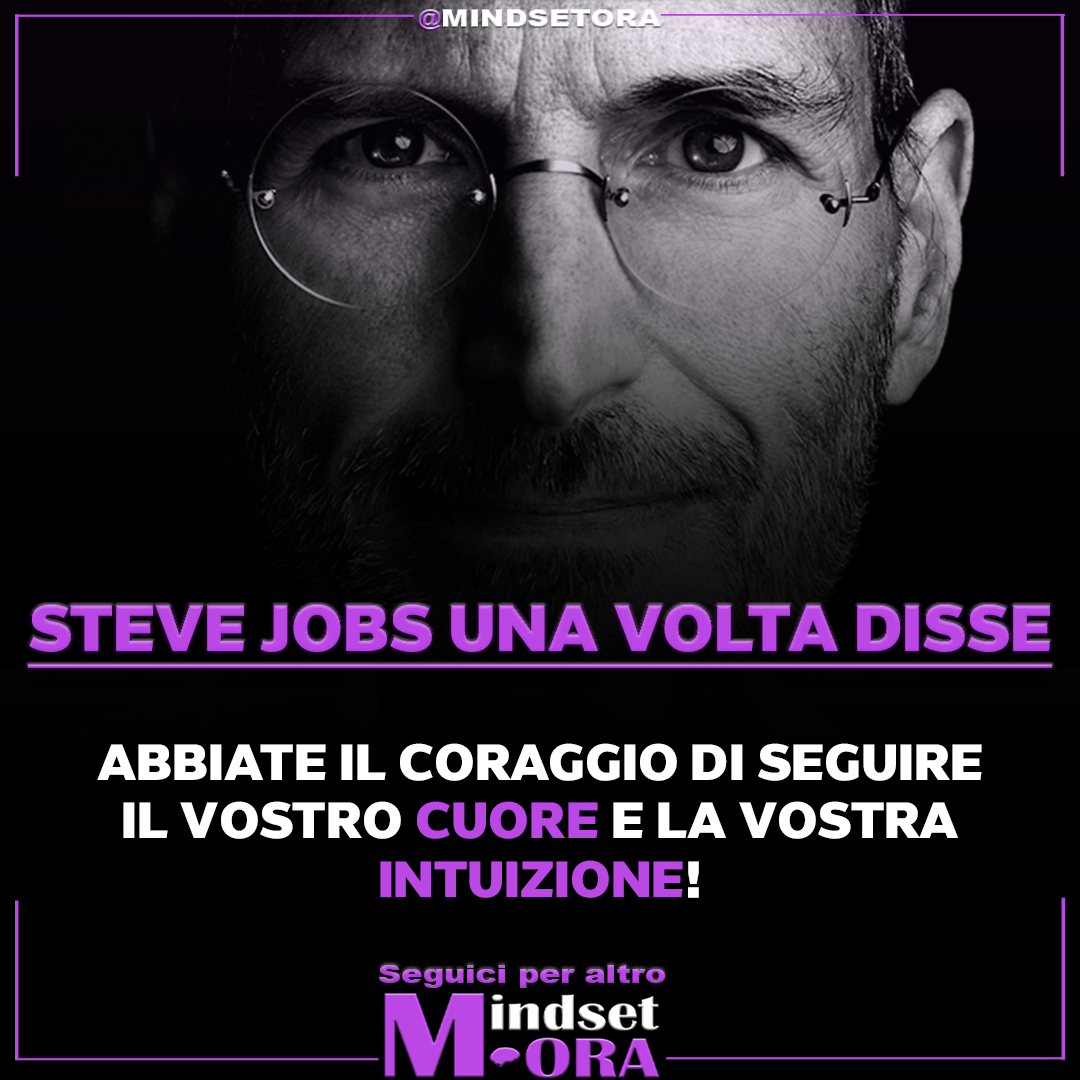 @MINDSETORA
STEVE JOBS UNA VOLTA DISSE
ABBIATE IL CORAGGIO DI SEGUIRE
IL VOSTRO CUORE E LA VOSTRA
INTUIZIONE!
Seguici per altro
Mindset
ORA